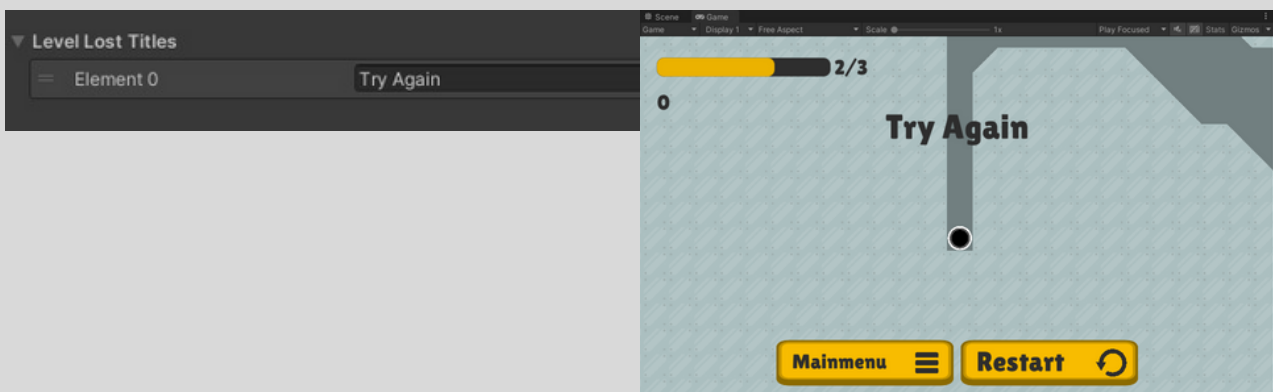 Level Lost Titles
Element 0 Try Again
Scene Game
Game Display 1 Free Aspect Scale 1x Play Focused Stats Gizmos
2/3
0
Try Again
Mainmenu Restart